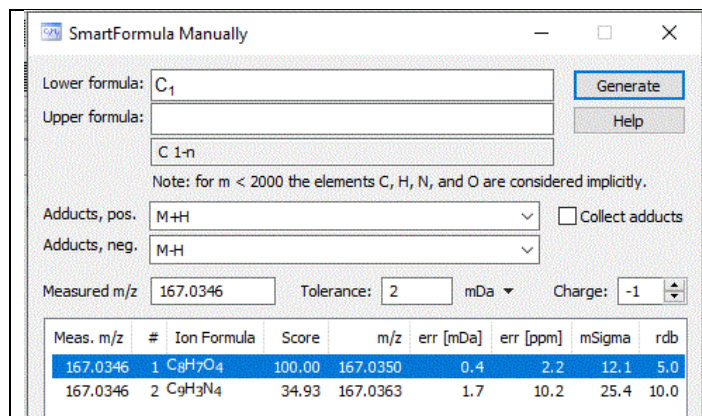 SmartFormula Manually
Lower formula: C₁ Generate
Upper formula: Help
C 1-n
Note: for m < 2000 the elements C, H, N, and O are considered implicitly.
Adducts, pos. M+H Collect adducts
Adducts, neg. M-H
Measured m/z 167.0346 Tolerance: 2 mDa Charge: -1
Meas. m/z # Ion Formula Score m/z err [mDa] err [ppm] mSigma rdb
167.0346 1 C₈H₇O₄ 100.00 167.0350 0.4 2.2 12.1 5.0
167.0346 2 C₉H₃N₄ 34.93 167.0363 1.7 10.2 25.4 10.0